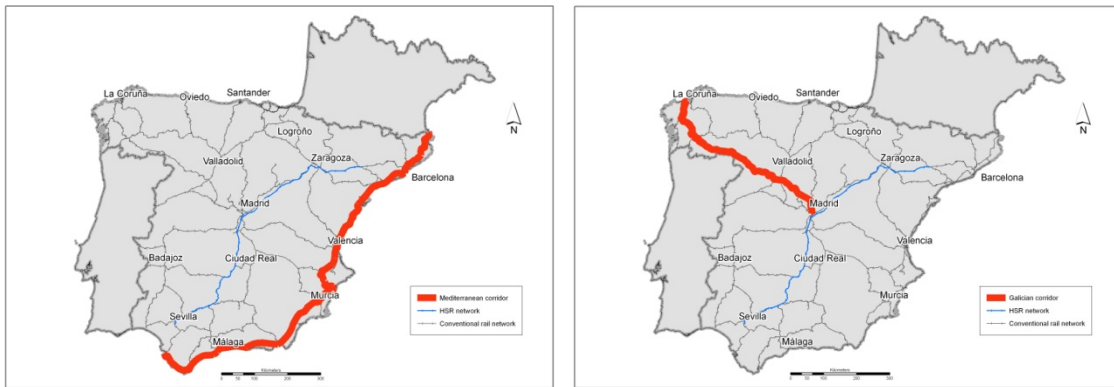 La Coruña
Oviedo
Santander
Logroño
Valladolid
Zaragoza
Barcelona
Madrid
Valencia
Badajoz
Ciudad Real
Murcia
Sevilla
Málaga
N
Mediterranean corridor
HSR network
Conventional rail network
Kilometers
La Coruña
Oviedo
Santander
Logroño
Valladolid
Zaragoza
Barcelona
Madrid
Valencia
Badajoz
Ciudad Real
Murcia
Sevilla
Málaga
N
Galician corridor
HSR network
Conventional rail network
Kilometers